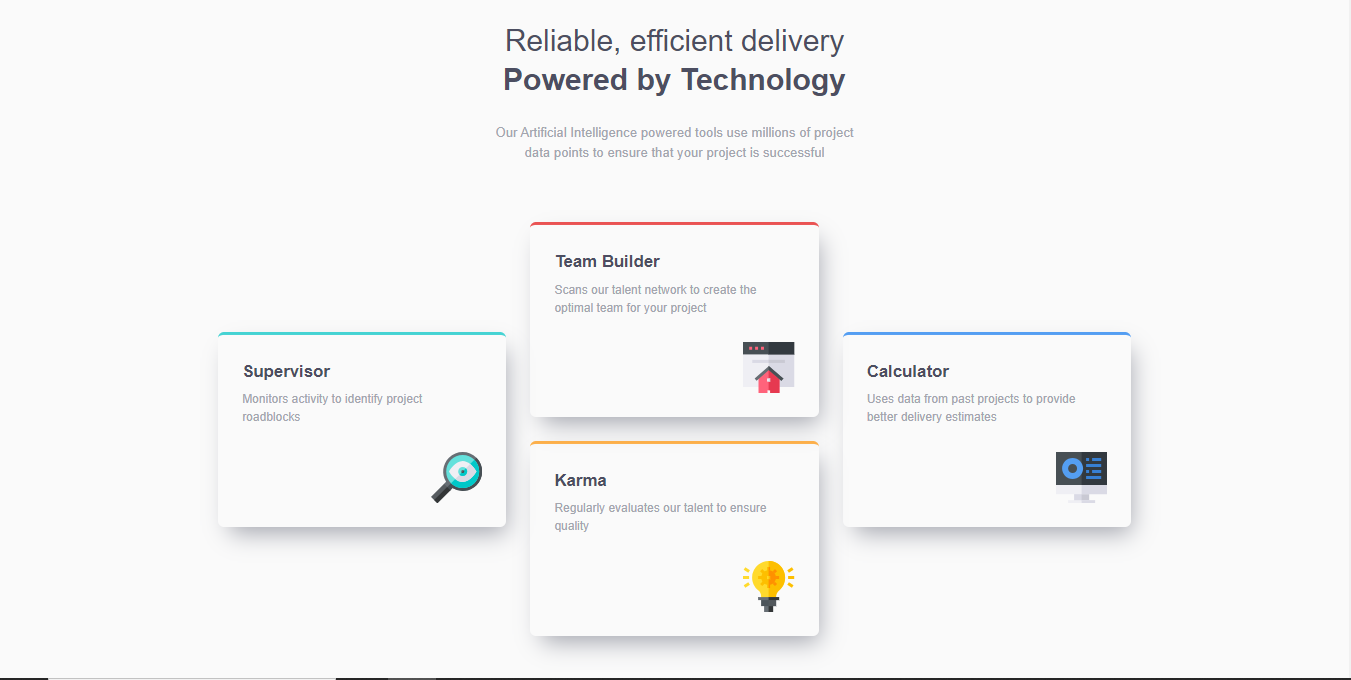 Reliable, efficient delivery
Powered by Technology
Our Artificial Intelligence powered tools use millions of project
data points to ensure that your project is successful
Supervisor
Monitors activity to identify project
roadblocks
Team Builder
Scans our talent network to create the
optimal team for your project
Karma
Regularly evaluates our talent to ensure
quality
Calculator
Uses data from past projects to provide
better delivery estimates